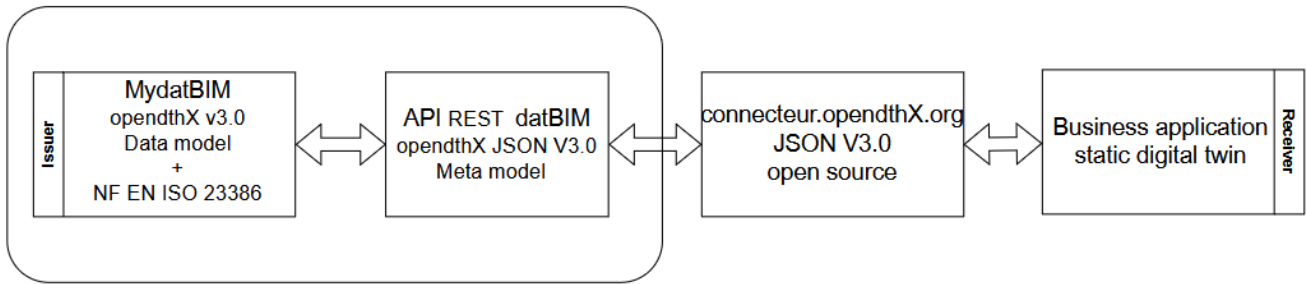 Issuer
MydatBIM
opendthX v3.0
Data model
+
NF EN ISO 23386
API REST datBIM
opendthX JSON V3.0
Meta model
connecteur.opendthX.org
JSON V3.0
open source
Business application
static digital twin
Receiver